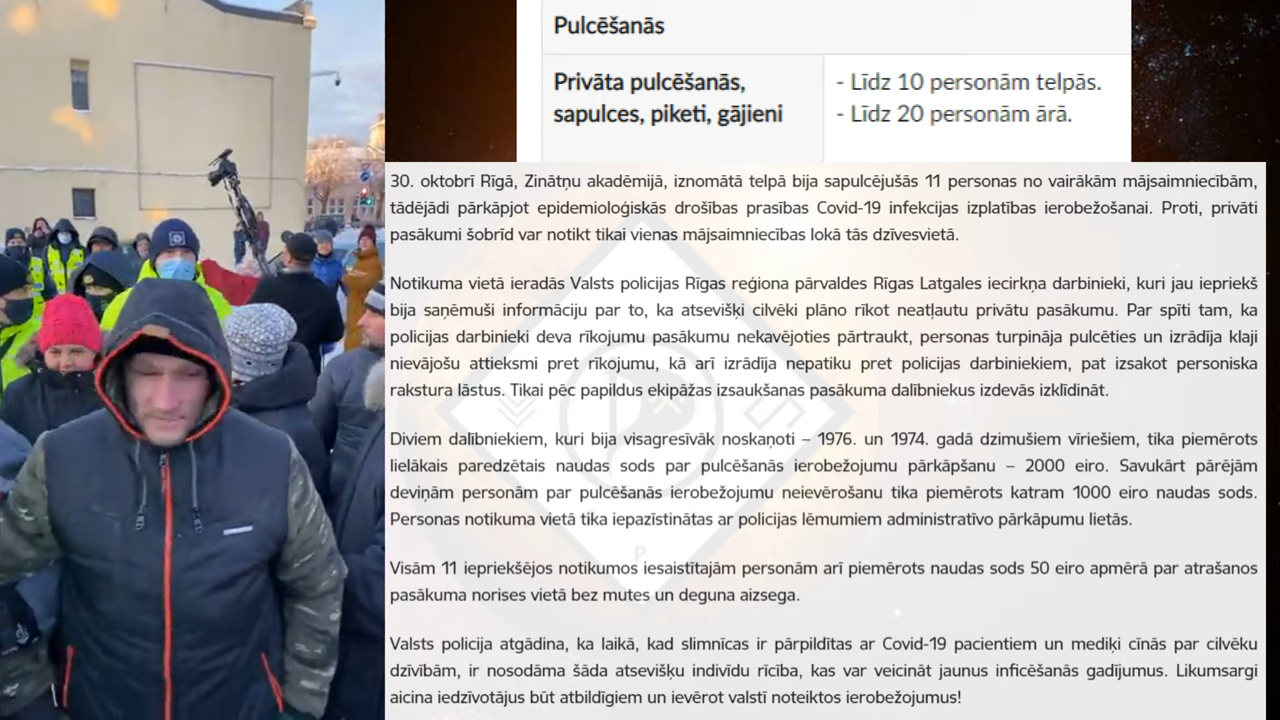 Pulcēšanās
Privāta pulcēšanās,
sapulces, piketi, gājieni
- Līdz 10 personām telpās.
- Līdz 20 personām ārā.
30. oktobrī Rīgā, Zinātņu akadēmijā, iznomātā telpā bija sapulcējušās 11 personas no vairākām mājsaimniecībām,
tādējādi pārkāpjot epidemioloģiskās drošības prasības Covid-19 infekcijas izplatības ierobežošanai. Proti, privāti
pasākumi šobrīd var notikt tikai vienas mājsaimniecības lokā tās dzīvesvietā.
Notikuma vietā ieradās Valsts policijas Rīgas reģiona pārvaldes Rīgas Latgales iecirkņa darbinieki, kuri jau iepriekš
bija saņēmuši informāciju par to, ka atsevišķi cilvēki plāno rīkot neatļautu privātu pasākumu. Par spīti tam, ka
policijas darbinieki deva rīkojumu pasākumu nekavējoties pārtraukt, personas turpināja pulcēties un izrādīja klaji
nievājošu attieksmi pret rīkojumu, kā arī izrādīja nepatiku pret policijas darbiniekiem, pat izsakot personiska
rakstura lāstus. Tikai pēc papildus ekipāžas izsaukšanas pasākuma dalībniekus izdevās izklīdināt.
Diviem dalībniekiem, kuri bija visagresīvāk noskaņoti – 1976. un 1974. gadā dzimušiem vīriešiem, tika piemērots
lielākais paredzētais naudas sods par pulcēšanās ierobežojumu pārkāpšanu – 2000 eiro. Savukārt pārējām
deviņām personām par pulcēšanās ierobežojumu neievērošanu tika piemērots katram 1000 eiro naudas sods.
Personas notikuma vietā tika iepazīstinātas ar policijas lēmumiem administratīvo pārkāpumu lietās.
Visām 11 iepriekšējos notikumos iesaistītajām personām arī piemērots naudas sods 50 eiro apmērā par atrašanos
pasākuma norises vietā bez mutes un deguna aizsega.
Valsts policija atgādina, ka laikā, kad slimnīcas ir pārpildītas ar Covid-19 pacientiem un mediķi cīnās par cilvēku
dzīvībām, ir nosodāma šāda atsevišķu indivīdu rīcība, kas var veicināt jaunus inficēšanās gadījumus. Likumsargi
aicina iedzīvotājus būt atbildīgiem un ievērot valstī noteiktos ierobežojumus!